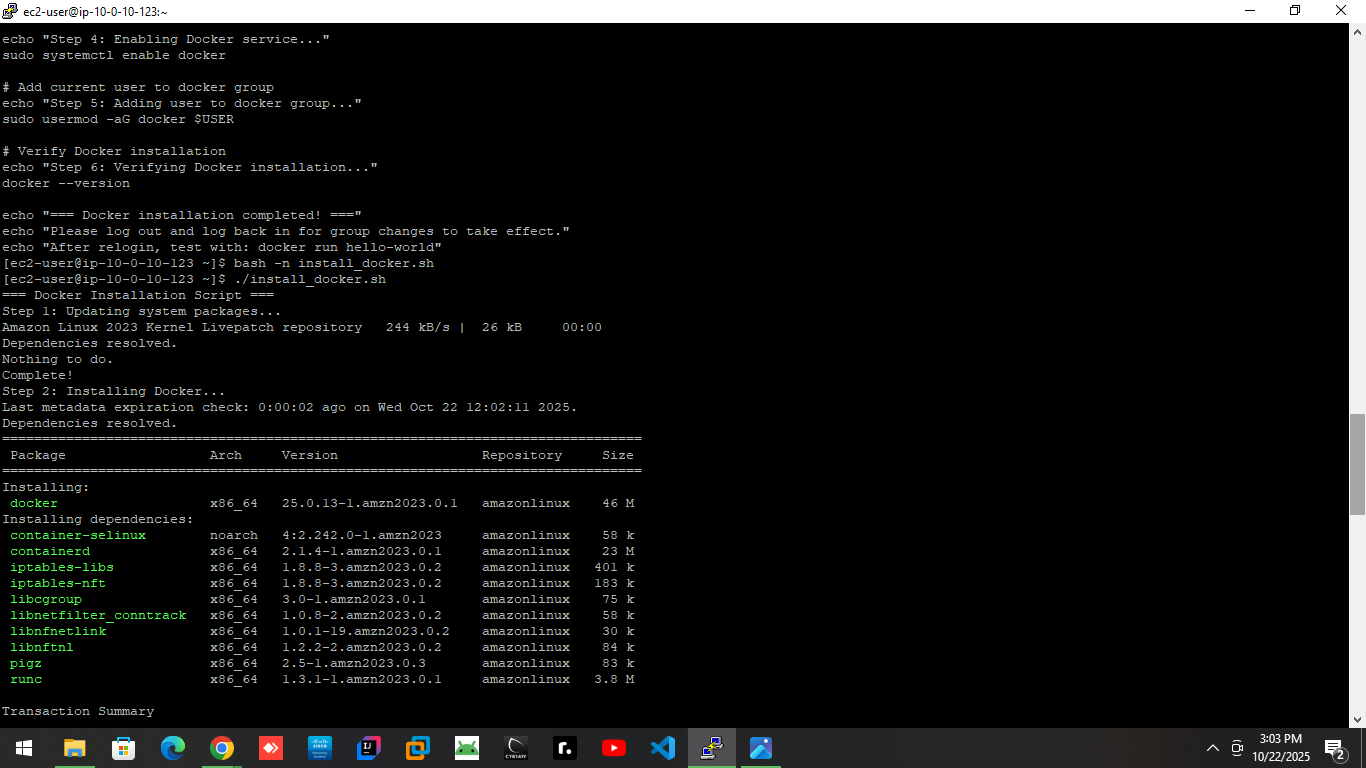 ec2-user@ip-10-0-10-123:~
echo "Step 4: Enabling Docker service..."
sudo systemctl enable docker
# Add current user to docker group
echo "Step 5: Adding user to docker group..."
sudo usermod -aG docker $USER
# Verify Docker installation
echo "Step 6: Verifying Docker installation..."
docker --version
echo "=== Docker installation completed! ==="
echo "Please log out and log back in for group changes to take effect."
echo "After relogin, test with: docker run hello-world"
[ec2-user@ip-10-0-10-123 ~]$ bash -n install_docker.sh
[ec2-user@ip-10-0-10-123 ~]$ ./install_docker.sh
=== Docker Installation Script ===
Step 1: Updating system packages...
Amazon Linux 2023 Kernel Livepatch repository   244 kB/s |  26 kB     00:00
Dependencies resolved.
Nothing to do.
Complete!
Step 2: Installing Docker...
Last metadata expiration check: 0:00:02 ago on Wed Oct 22 12:02:11 2025.
Dependencies resolved.
================================================================================
Package                  Arch     Version                  Repository     Size
================================================================================
Installing:
docker                   x86_64   25.0.13-1.amzn2023.0.1   amazonlinux    46 M
Installing dependencies:
container-selinux        noarch   4:2.242.0-1.amzn2023     amazonlinux    58 k
containerd               x86_64   2.1.4-1.amzn2023.0.1     amazonlinux    23 M
iptables-libs            x86_64   1.8.8-3.amzn2023.0.2     amazonlinux   401 k
iptables-nft             x86_64   1.8.8-3.amzn2023.0.2     amazonlinux   183 k
libcgroup                x86_64   3.0-1.amzn2023.0.1       amazonlinux    75 k
libnetfilter_conntrack   x86_64   1.0.8-2.amzn2023.0.2     amazonlinux    58 k
libnfnetlink             x86_64   1.0.1-19.amzn2023.0.2    amazonlinux    30 k
libnftnl                 x86_64   1.2.2-2.amzn2023.0.2     amazonlinux    84 k
pigz                     x86_64   2.5-1.amzn2023.0.3       amazonlinux    83 k
runc                     x86_64   1.3.1-1.amzn2023.0.1     amazonlinux   3.8 M
Transaction Summary
3:03 PM
10/22/2025
2